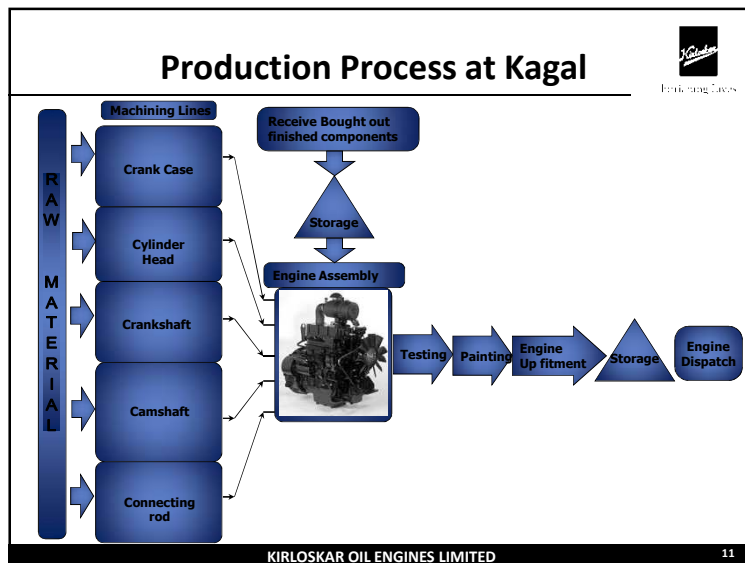 Production Process at Kagal
Kirloskar
Enriching Lives
Machining Lines
RAW MATERIAL
Crank Case
Cylinder
Head
Crankshaft
Camshaft
Connecting
rod
Receive Bought out
finished components
Storage
Engine Assembly
Testing
Painting
Engine
Up fitment
Storage
Engine
Dispatch
KIRLOSKAR OIL ENGINES LIMITED
11